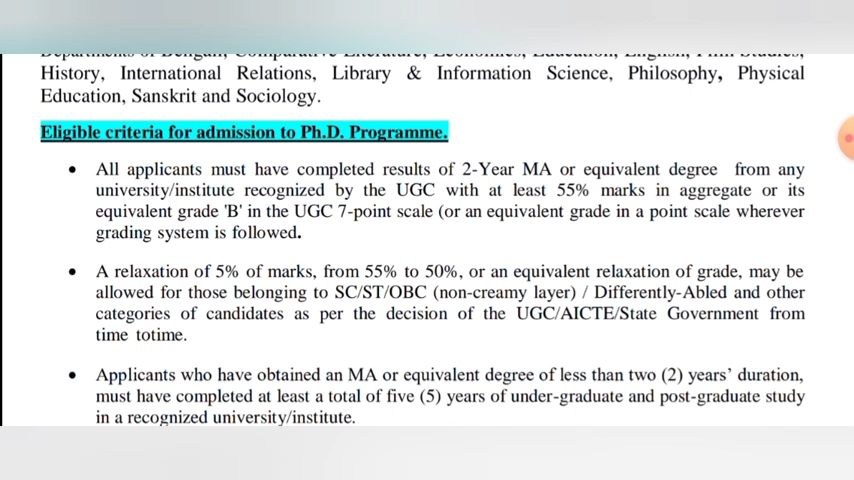 History, International Relations, Library & Information Science, Philosophy, Physical
Education, Sanskrit and Sociology.
Eligible criteria for admission to Ph.D. Programme.
• All applicants must have completed results of 2-Year MA or equivalent degree from any
university/institute recognized by the UGC with at least 55% marks in aggregate or its
equivalent grade 'B' in the UGC 7-point scale (or an equivalent grade in a point scale wherever
grading system is followed.
• A relaxation of 5% of marks, from 55% to 50%, or an equivalent relaxation of grade, may be
allowed for those belonging to SC/ST/OBC (non-creamy layer) / Differently-Abled and other
categories of candidates as per the decision of the UGC/AICTE/State Government from
time totime.
• Applicants who have obtained an MA or equivalent degree of less than two (2) years’ duration,
must have completed at least a total of five (5) years of under-graduate and post-graduate study
in a recognized university/institute.